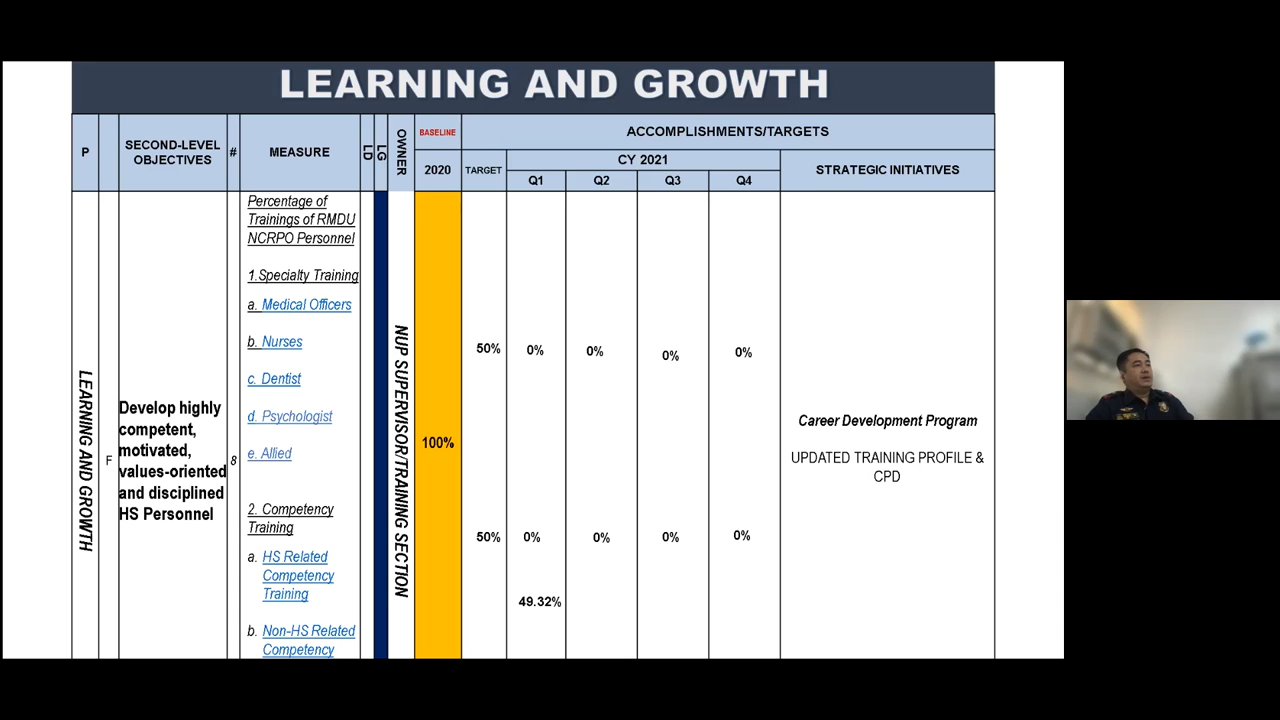 LEARNING AND GROWTH
P
SECOND-LEVEL
OBJECTIVES
#
MEASURE
LD
LG
OWNER
BASELINE
2020
ACCOMPLISHMENTS/TARGETS
TARGET
CY 2021
Q1
Q2
Q3
Q4
STRATEGIC INITIATIVES
LEARNING AND GROWTH
F
Develop highly
competent,
motivated,
values-oriented
and disciplined
HS Personnel
8
Percentage of
Trainings of RMDU
NCRPO Personnel
1.Specialty Training
a. Medical Officers
b. Nurses
c. Dentist
d. Psychologist
e. Allied
2. Competency
Training
a. HS Related
Competency
Training
b. Non-HS Related
Competency
NUP SUPERVISOR/TRAINING SECTION
100%
50%
0%
0%
0%
0%
50%
0%
0%
0%
0%
49.32%
Career Development Program
UPDATED TRAINING PROFILE &
CPD